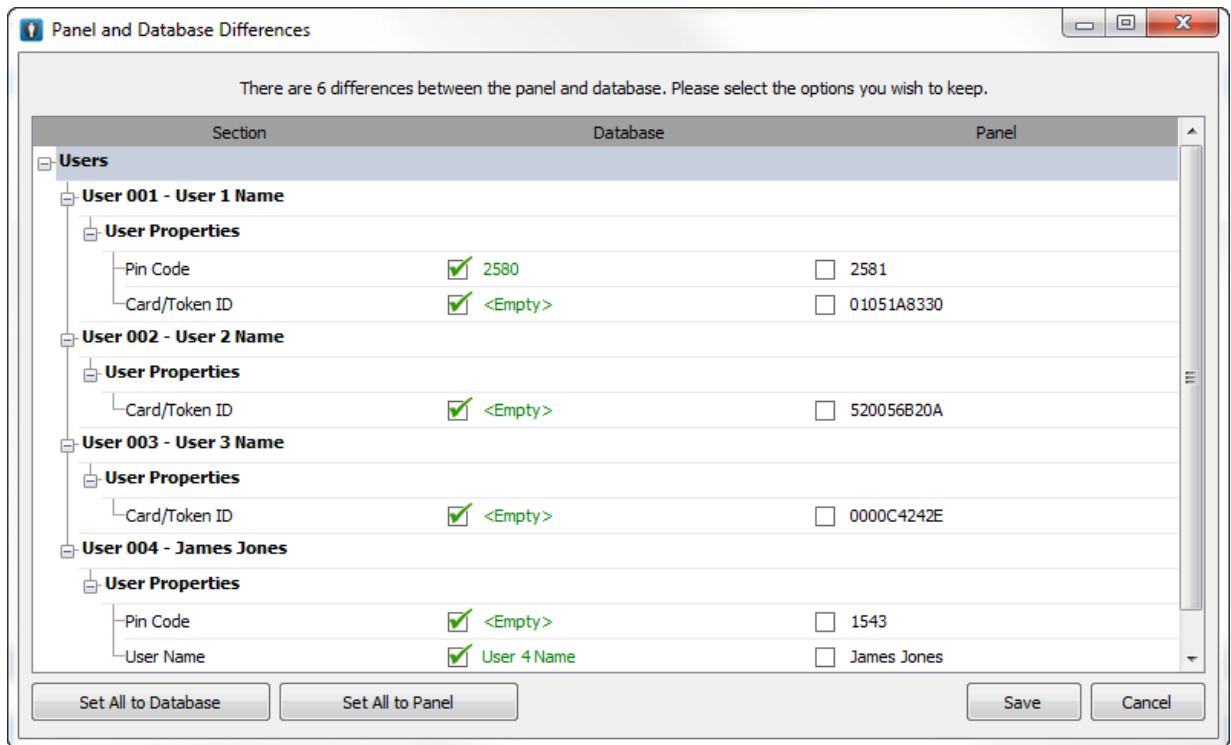 Panel and Database Differences
There are 6 differences between the panel and database. Please select the options you wish to keep.
Section Database Panel
Users
User 001 - User 1 Name
User Properties
Pin Code 2580 2581
Card/Token ID <Empty> 01051A8330
User 002 - User 2 Name
User Properties
Card/Token ID <Empty> 520056B20A
User 003 - User 3 Name
User Properties
Card/Token ID <Empty> 0000C4242E
User 004 - James Jones
User Properties
Pin Code <Empty> 1543
User Name User 4 Name James Jones
Set All to Database Set All to Panel Save Cancel